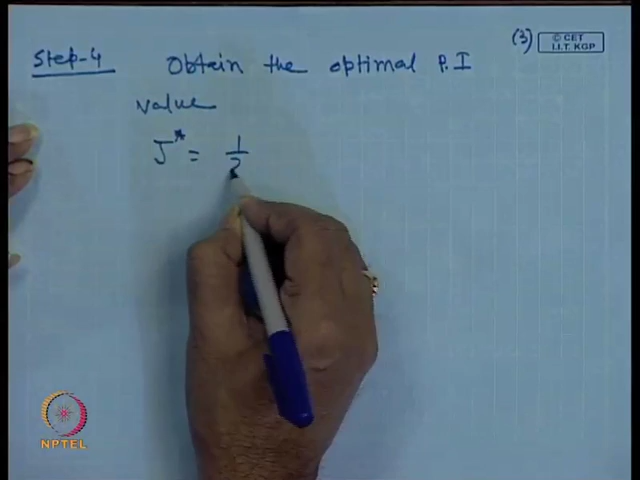 Step-4 Obtain the optimal P.I
Value
J* = 1/2
(3)
© CET
I.I.T. KGP
NPTEL